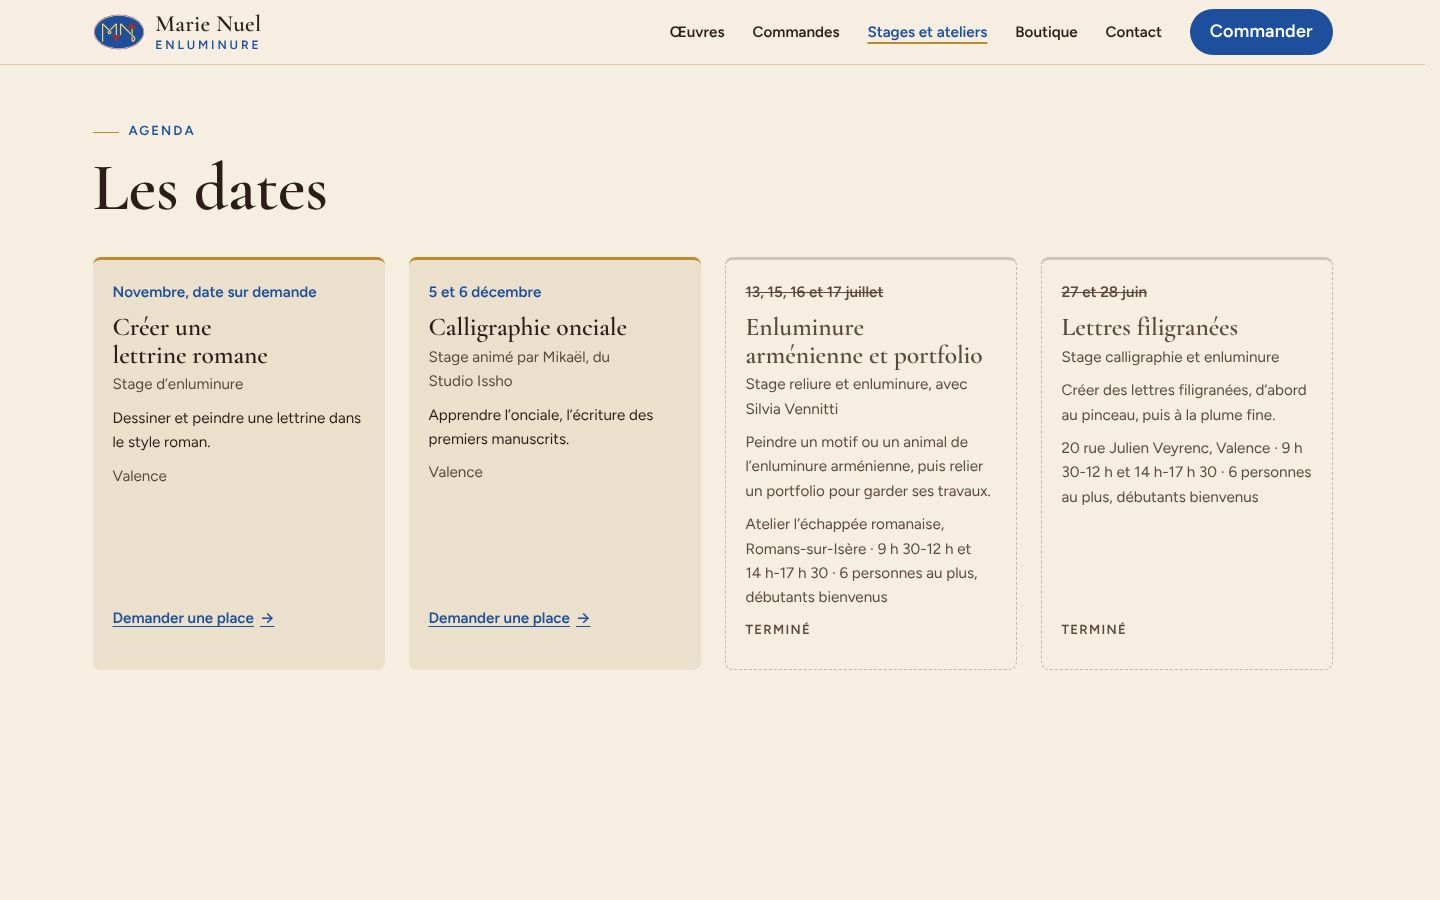 MN
Marie Nuel
ENLUMINURE
Œuvres
Commandes
Stages et ateliers
Boutique
Contact
Commander
AGENDA
Les dates
Novembre, date sur demande
Créer une
lettrine romane
Stage d’enluminure
Dessiner et peindre une lettrine dans
le style roman.
Valence
Demander une place →
5 et 6 décembre
Calligraphie onciale
Stage animé par Mikaël, du
Studio Issho
Apprendre l’onciale, l’écriture des
premiers manuscrits.
Valence
Demander une place →
13, 15, 16 et 17 juillet
Enluminure
arménienne et portfolio
Stage reliure et enluminure, avec
Silvia Vennitti
Peindre un motif ou un animal de
l’enluminure arménienne, puis relier
un portfolio pour garder ses travaux.
Atelier l’échappée romanaise,
Romans-sur-Isère · 9 h 30-12 h et
14 h-17 h 30 · 6 personnes au plus,
débutants bienvenus
TERMINÉ
27 et 28 juin
Lettres filigranées
Stage calligraphie et enluminure
Créer des lettres filigranées, d’abord
au pinceau, puis à la plume fine.
20 rue Julien Veyrenc, Valence · 9 h
30-12 h et 14 h-17 h 30 · 6 personnes
au plus, débutants bienvenus
TERMINÉ